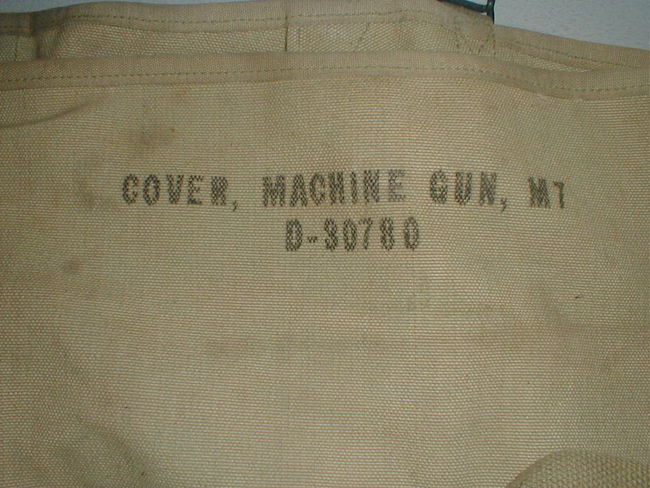 COVER, MACHINE GUN, M1
D-30780